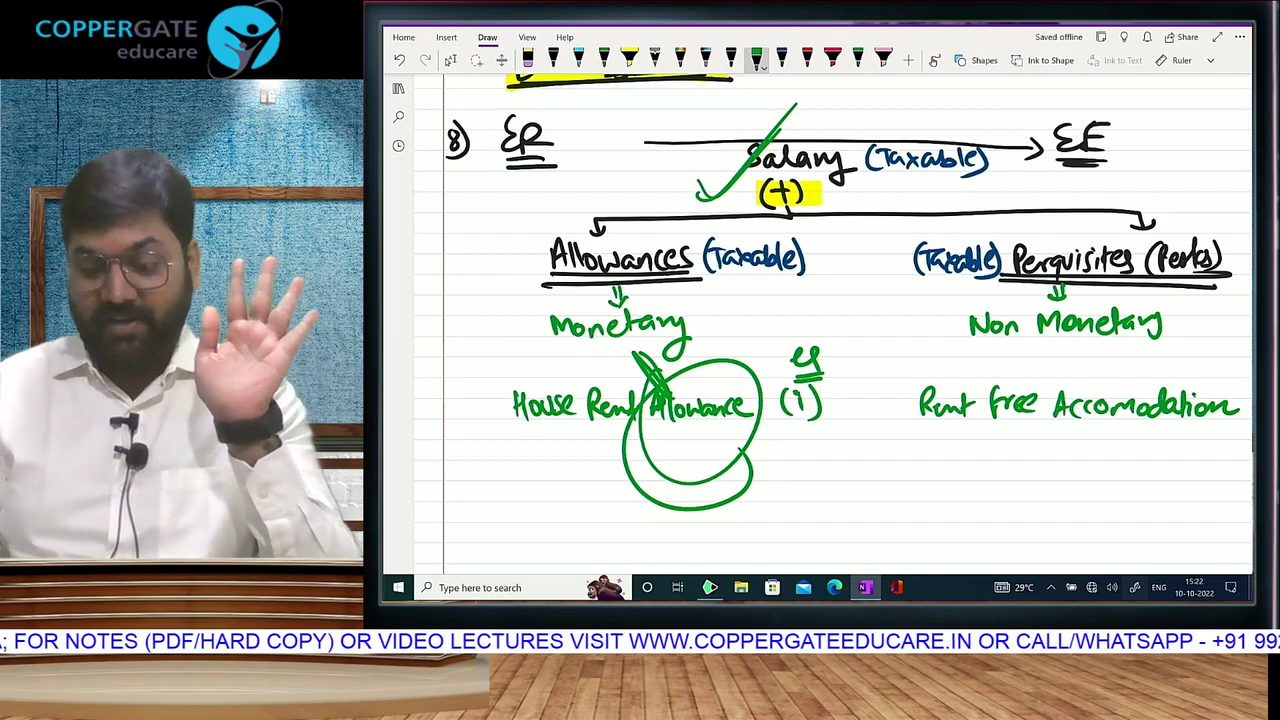 COPPERGATE
educare
Home Insert Draw View Help
Saved offline
Share
Shapes
Ink to Shape
Ink to Text
Ruler
8) ER EE
Salary (Taxable)
(+)
Allowances (Taxable) (Taxable) Perquisites (Perks)
Monetary Non Monetary
eg
House Rent Allowance (i) Rent free Accomodation
Type here to search
29°C
ENG
15:22
10-10-2022
; FOR NOTES (PDF/HARD COPY) OR VIDEO LECTURES VISIT WWW.COPPERGATEEDUCARE.IN OR CALL/WHATSAPP - +91 99